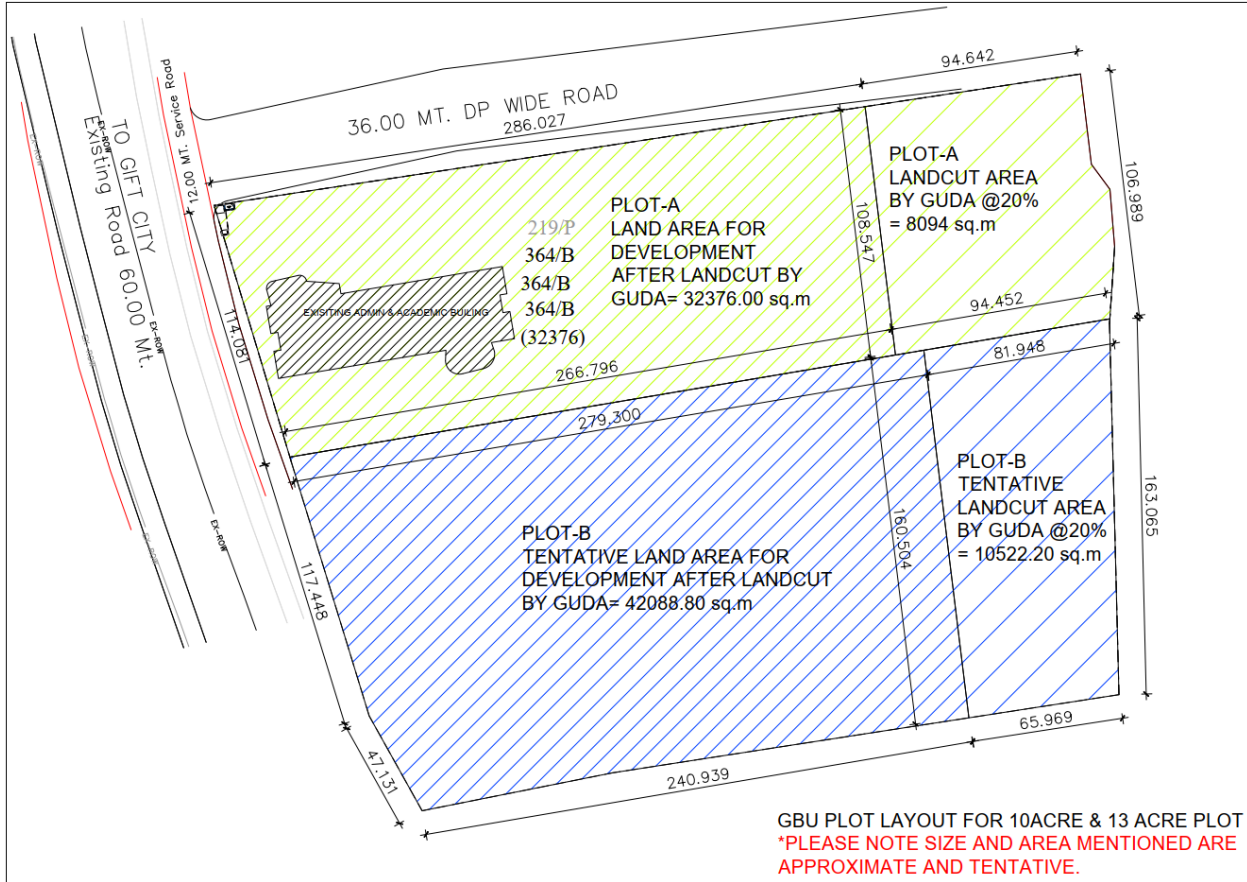 94.642
36.00 MT. DP WIDE ROAD
286.027
12.00 MT. Service Road
TO GIFT CITY
Existing Road 60.00 Mt.
EX-ROW
EX-ROW
EX-ROW
EX-ROW
EX-ROW
EX-ROW
PLOT-A
LANDCUT AREA
BY GUDA @20%
= 8094 sq.m
106.989
PLOT-A
LAND AREA FOR
DEVELOPMENT
AFTER LANDCUT BY
GUDA= 32376.00 sq.m
108.547
219/P
364/B
364/B
364/B
(32376)
EXISITING ADMIN & ACADEMIC BUILING
114.081
94.452
266.796
81.948
279.300
PLOT-B
TENTATIVE
LANDCUT AREA
BY GUDA @20%
= 10522.20 sq.m
163.065
160.504
PLOT-B
TENTATIVE LAND AREA FOR
DEVELOPMENT AFTER LANDCUT
BY GUDA= 42088.80 sq.m
117.448
47.131
65.969
240.939
GBU PLOT LAYOUT FOR 10ACRE & 13 ACRE PLOT
*PLEASE NOTE SIZE AND AREA MENTIONED ARE
APPROXIMATE AND TENTATIVE.